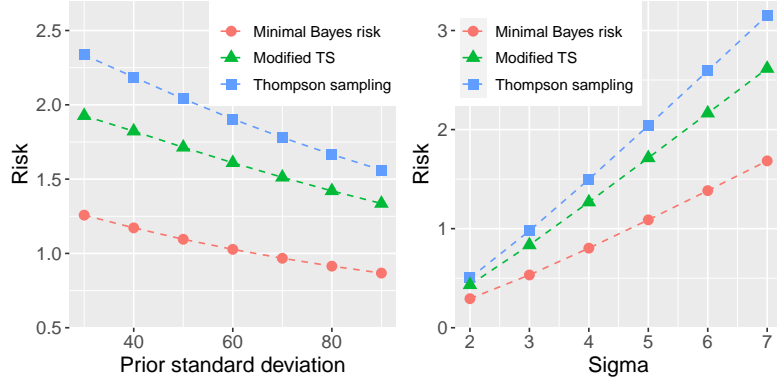 Minimal Bayes risk
Modified TS
Thompson sampling
2.5
2.0
1.5
1.0
0.5
Risk
40
60
80
Prior standard deviation
Minimal Bayes risk
Modified TS
Thompson sampling
3
2
1
0
Risk
2
3
4
5
6
7
Sigma